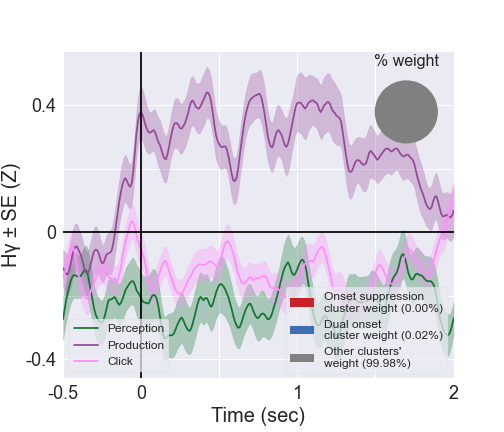 % weight
Hγ ± SE (Z)
0.4
0
-0.4
Perception
Production
Click
Onset suppression
cluster weight (0.00%)
Dual onset
cluster weight (0.02%)
Other clusters'
weight (99.98%)
-0.5
0
1
2
Time (sec)